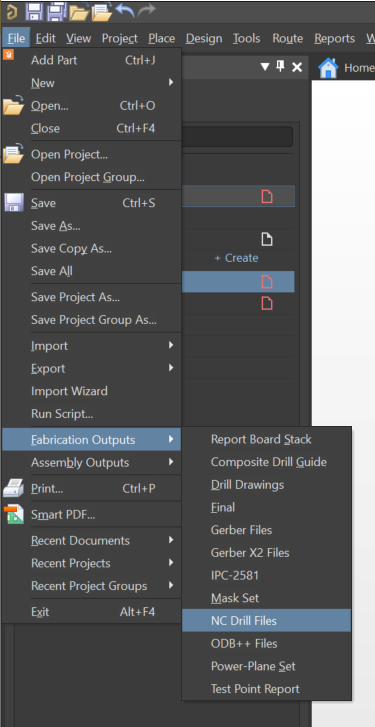 File Edit View Project Place Design Tools Route Reports W
Add Part Ctrl+J
New
Open... Ctrl+O
Close Ctrl+F4
Open Project...
Open Project Group...
Save Ctrl+S
Save As...
Save Copy As...
Save All
Save Project As...
Save Project Group As...
Import
Export
Import Wizard
Run Script...
Fabrication Outputs
Assembly Outputs
Print... Ctrl+P
Smart PDF...
Recent Documents
Recent Projects
Recent Project Groups
Exit Alt+F4
Home
+ Create
Report Board Stack
Composite Drill Guide
Drill Drawings
Final
Gerber Files
Gerber X2 Files
IPC-2581
Mask Set
NC Drill Files
ODB++ Files
Power-Plane Set
Test Point Report